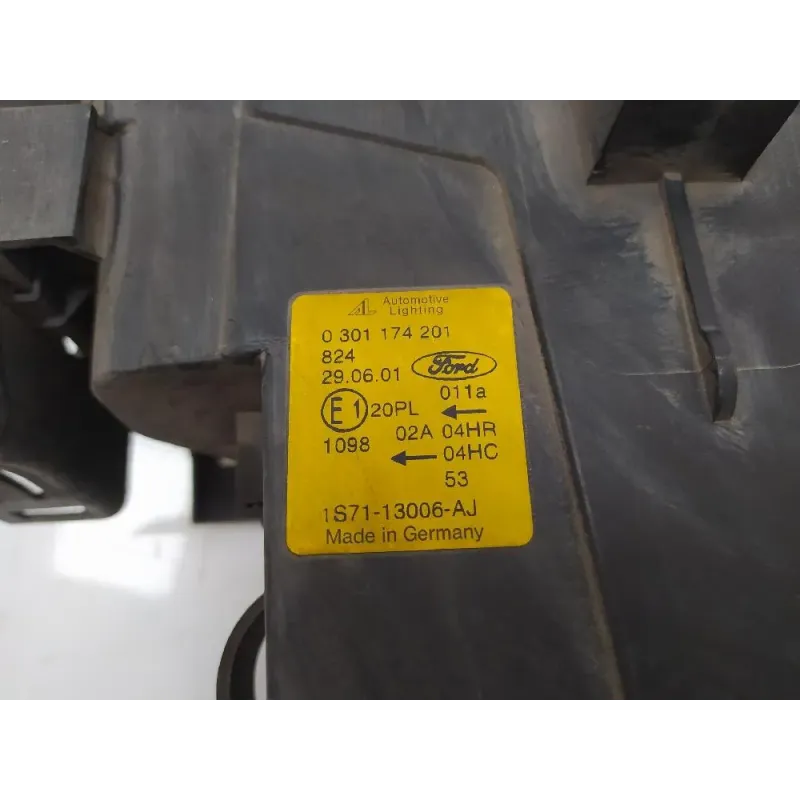 AL Automotive
Lighting
0 301 174 201
824
29.06.01 Ford
011a
E1 20PL ←
1098 02A 04HR
← 04HC
53
1S71-13006-AJ
Made in Germany